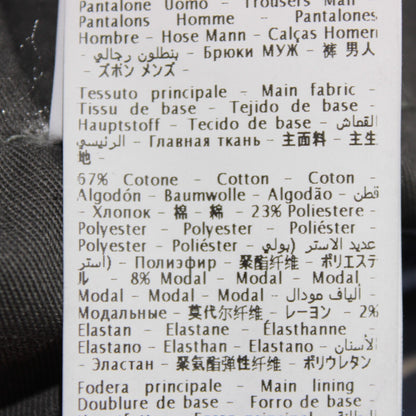 Pantalone Uomo - Trousers Man -
Pantalons Homme - Pantalones
Hombre - Hose Mann - Calças Homen
- بنطلون رجالي - Брюки МУЖ - 裤 男人
- ズボン メンズ -
Tessuto principale - Main fabric -
Tissu de base - Tejido de base -
Hauptstoff - Tecido de base - القماش
الرئيسي - Главная ткань - 主面料 - 主生
地 -
67% Cotone - Cotton - Coton -
Algodón - Baumwolle - Algodão - قطن
- Хлопок - 棉 - 綿 - 23% Poliestere -
Polyester - Polyester - Poliéster -
Polyester - Poliéster - عديد الاستر (بولي
أستر) - Полиэфир - 聚酯纤维 - ポリエステ
ル - 8% Modal - Modal - Modal -
Modal - Modal - Modal - ألياف مودال -
Модальные - 莫代尔纤维 - レーヨン - 2%
Elastan - Elastane - Élasthanne -
Elastano - Elasthan - Elastano - الأستان
- Эластан - 聚氨酯弹性纤维 - ポリウレタン
Fodera principale - Main lining -
Doublure de base - Forro de base -